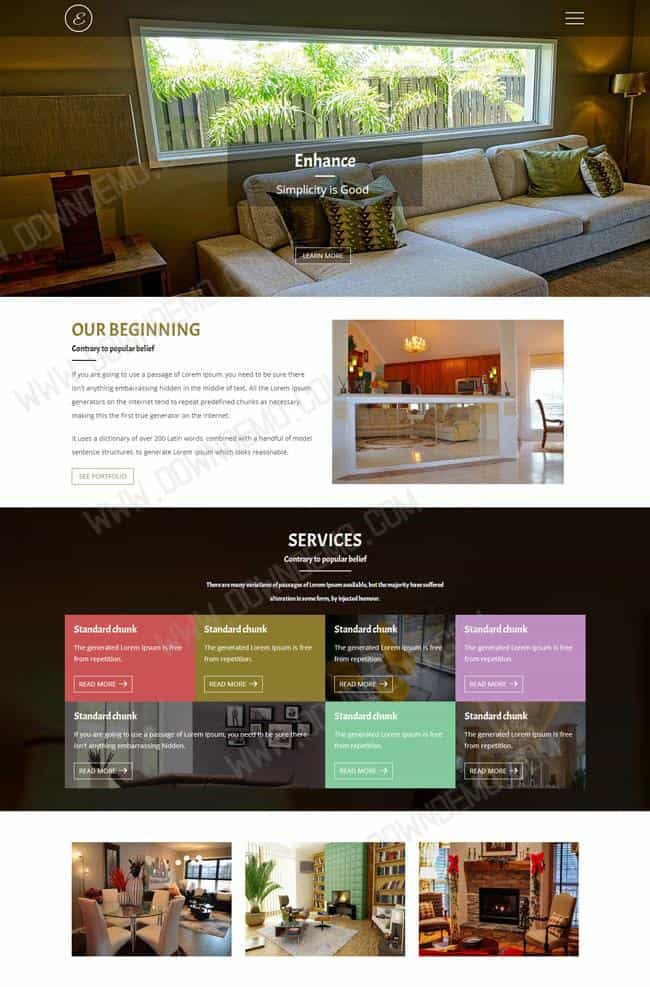 E
Enhance
Simplicity is Good
LEARN MORE
OUR BEGINNING
Contrary to popular belief
If you are going to use a passage of Lorem Ipsum, you need to be sure there
isn't anything embarrassing hidden in the middle of text. All the Lorem Ipsum
generators on the Internet tend to repeat predefined chunks as necessary,
making this the first true generator on the Internet.
It uses a dictionary of over 200 Latin words, combined with a handful of model
sentence structures, to generate Lorem Ipsum which looks reasonable.
SEE PORTFOLIO
SERVICES
Contrary to popular belief
There are many variations of passages of Lorem Ipsum available, but the majority have suffered
alteration in some form, by injected humour.
Standard chunk
The generated Lorem Ipsum is free
from repetition.
READ MORE
Standard chunk
The generated Lorem Ipsum is free
from repetition.
READ MORE
Standard chunk
The generated Lorem Ipsum is free
from repetition.
READ MORE
Standard chunk
The generated Lorem Ipsum is free
from repetition.
READ MORE
Standard chunk
If you are going to use a passage of Lorem Ipsum, you need to be sure there
isn't anything embarrassing hidden.
READ MORE
Standard chunk
The generated Lorem Ipsum is free
from repetition.
READ MORE
Standard chunk
The generated Lorem Ipsum is free
from repetition.
READ MORE
WWW.DOWNDEMO.COM